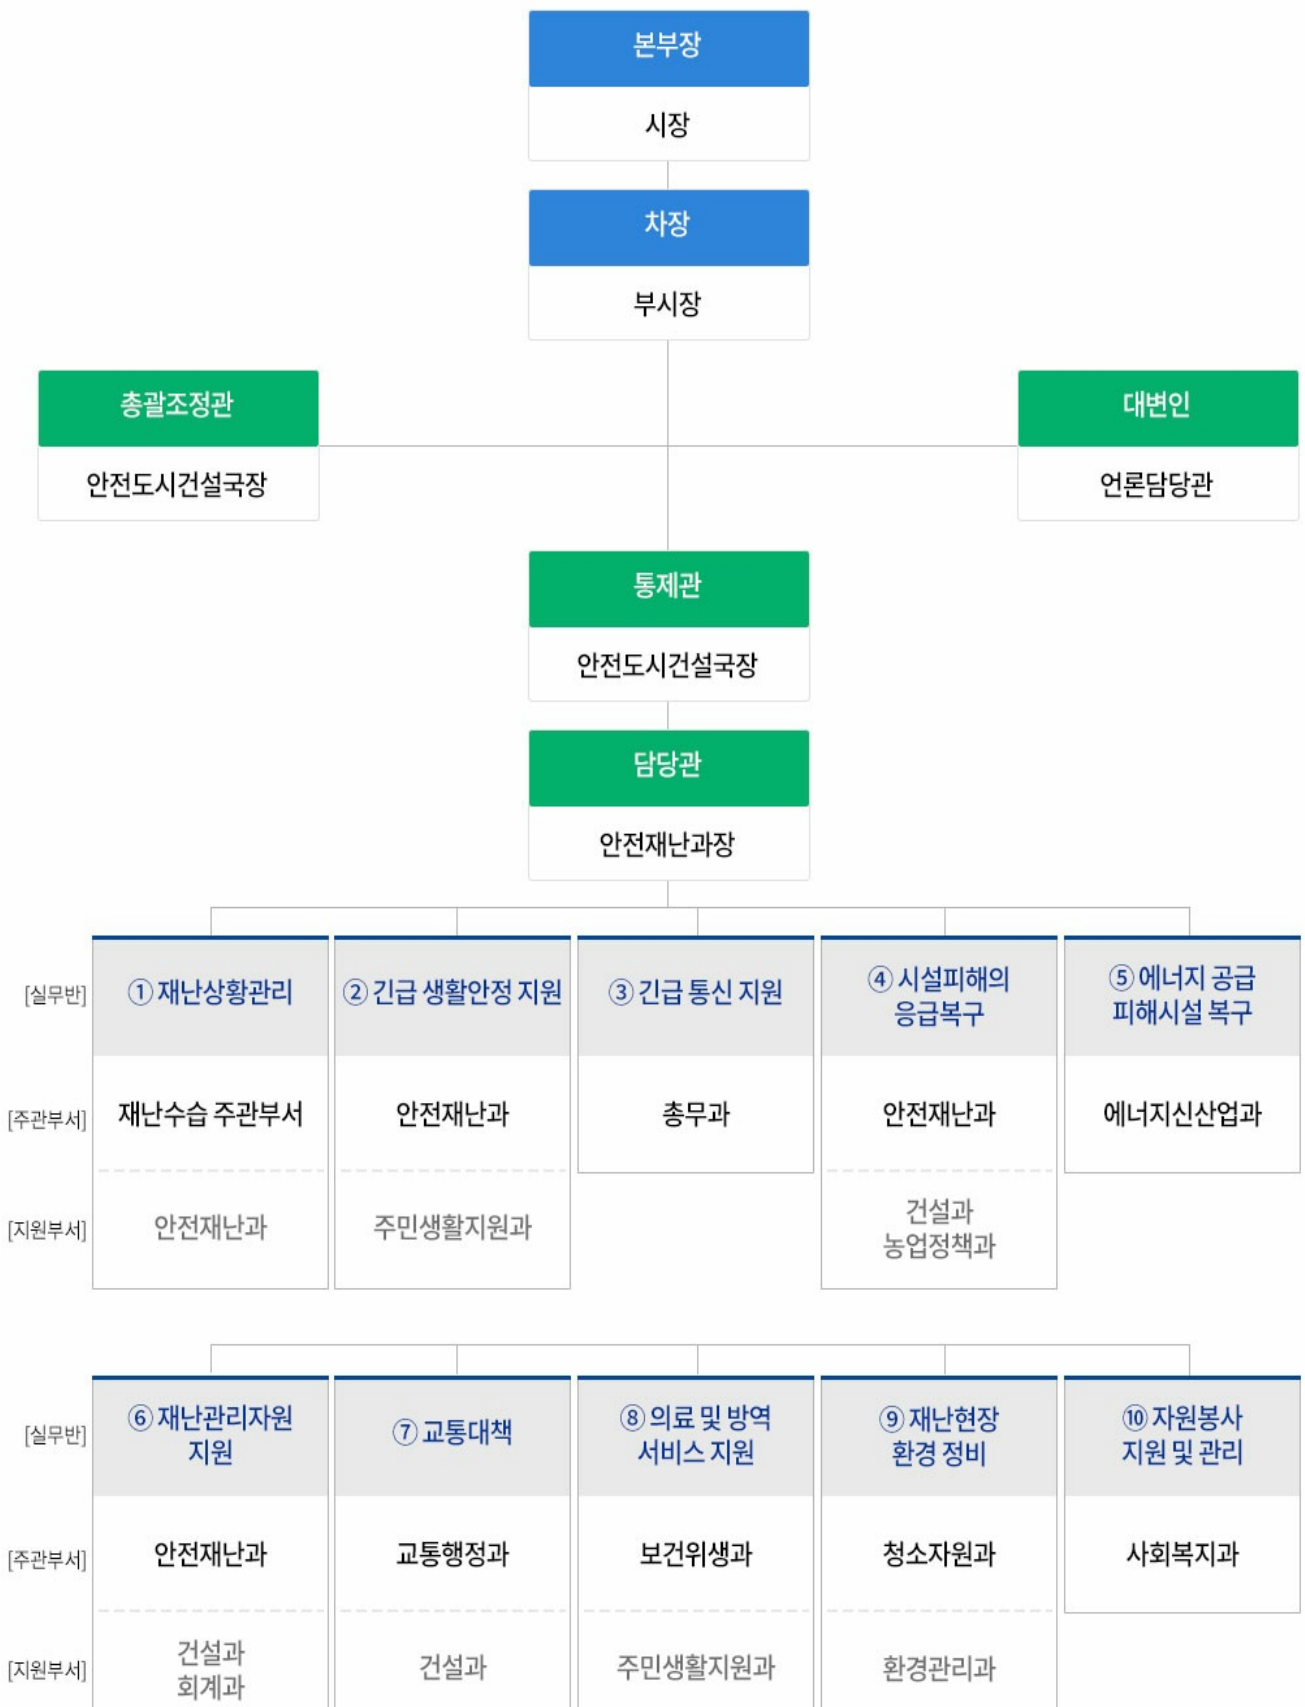 본부장
시장
차장
부시장
총괄조정관
안전도시건설국장
대변인
언론담당관
통제관
안전도시건설국장
담당관
안전재난과장
[실무반]
① 재난상황관리
② 긴급 생활안정 지원
③ 긴급 통신 지원
④ 시설피해의
응급복구
⑤ 에너지 공급
피해시설 복구
[주관부서]
재난수습 주관부서
안전재난과
총무과
안전재난과
에너지신산업과
[지원부서]
안전재난과
주민생활지원과
건설과
농업정책과
[실무반]
⑥ 재난관리자원
지원
⑦ 교통대책
⑧ 의료 및 방역
서비스 지원
⑨ 재난현장
환경 정비
⑩ 자원봉사
지원 및 관리
[주관부서]
안전재난과
교통행정과
보건위생과
청소자원과
사회복지과
[지원부서]
건설과
회계과
건설과
주민생활지원과
환경관리과